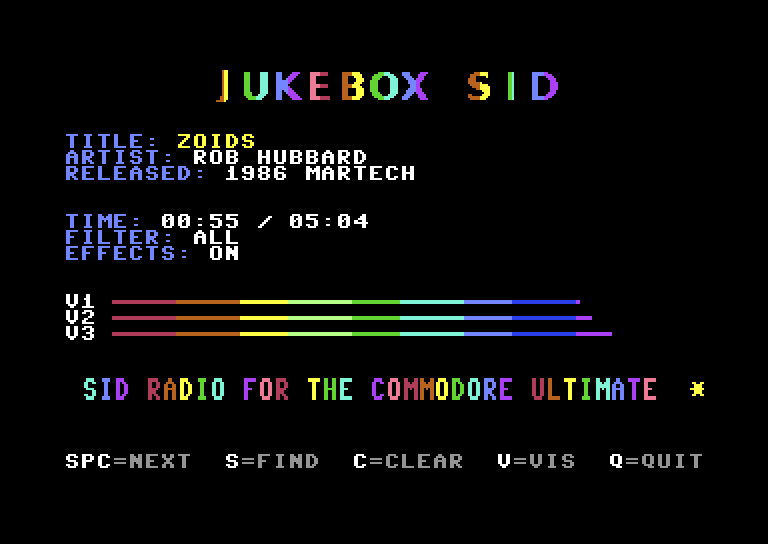 JUKEBOX SID
TITLE: ZOIDS
ARTIST: ROB HUBBARD
RELEASED: 1986 MARTECH
TIME: 00:55 / 05:04
FILTER: ALL
EFFECTS: ON
V1
V2
V3
SID RADIO FOR THE COMMODORE ULTIMATE *
SPC=NEXT S=FIND C=CLEAR V=VIS Q=QUIT